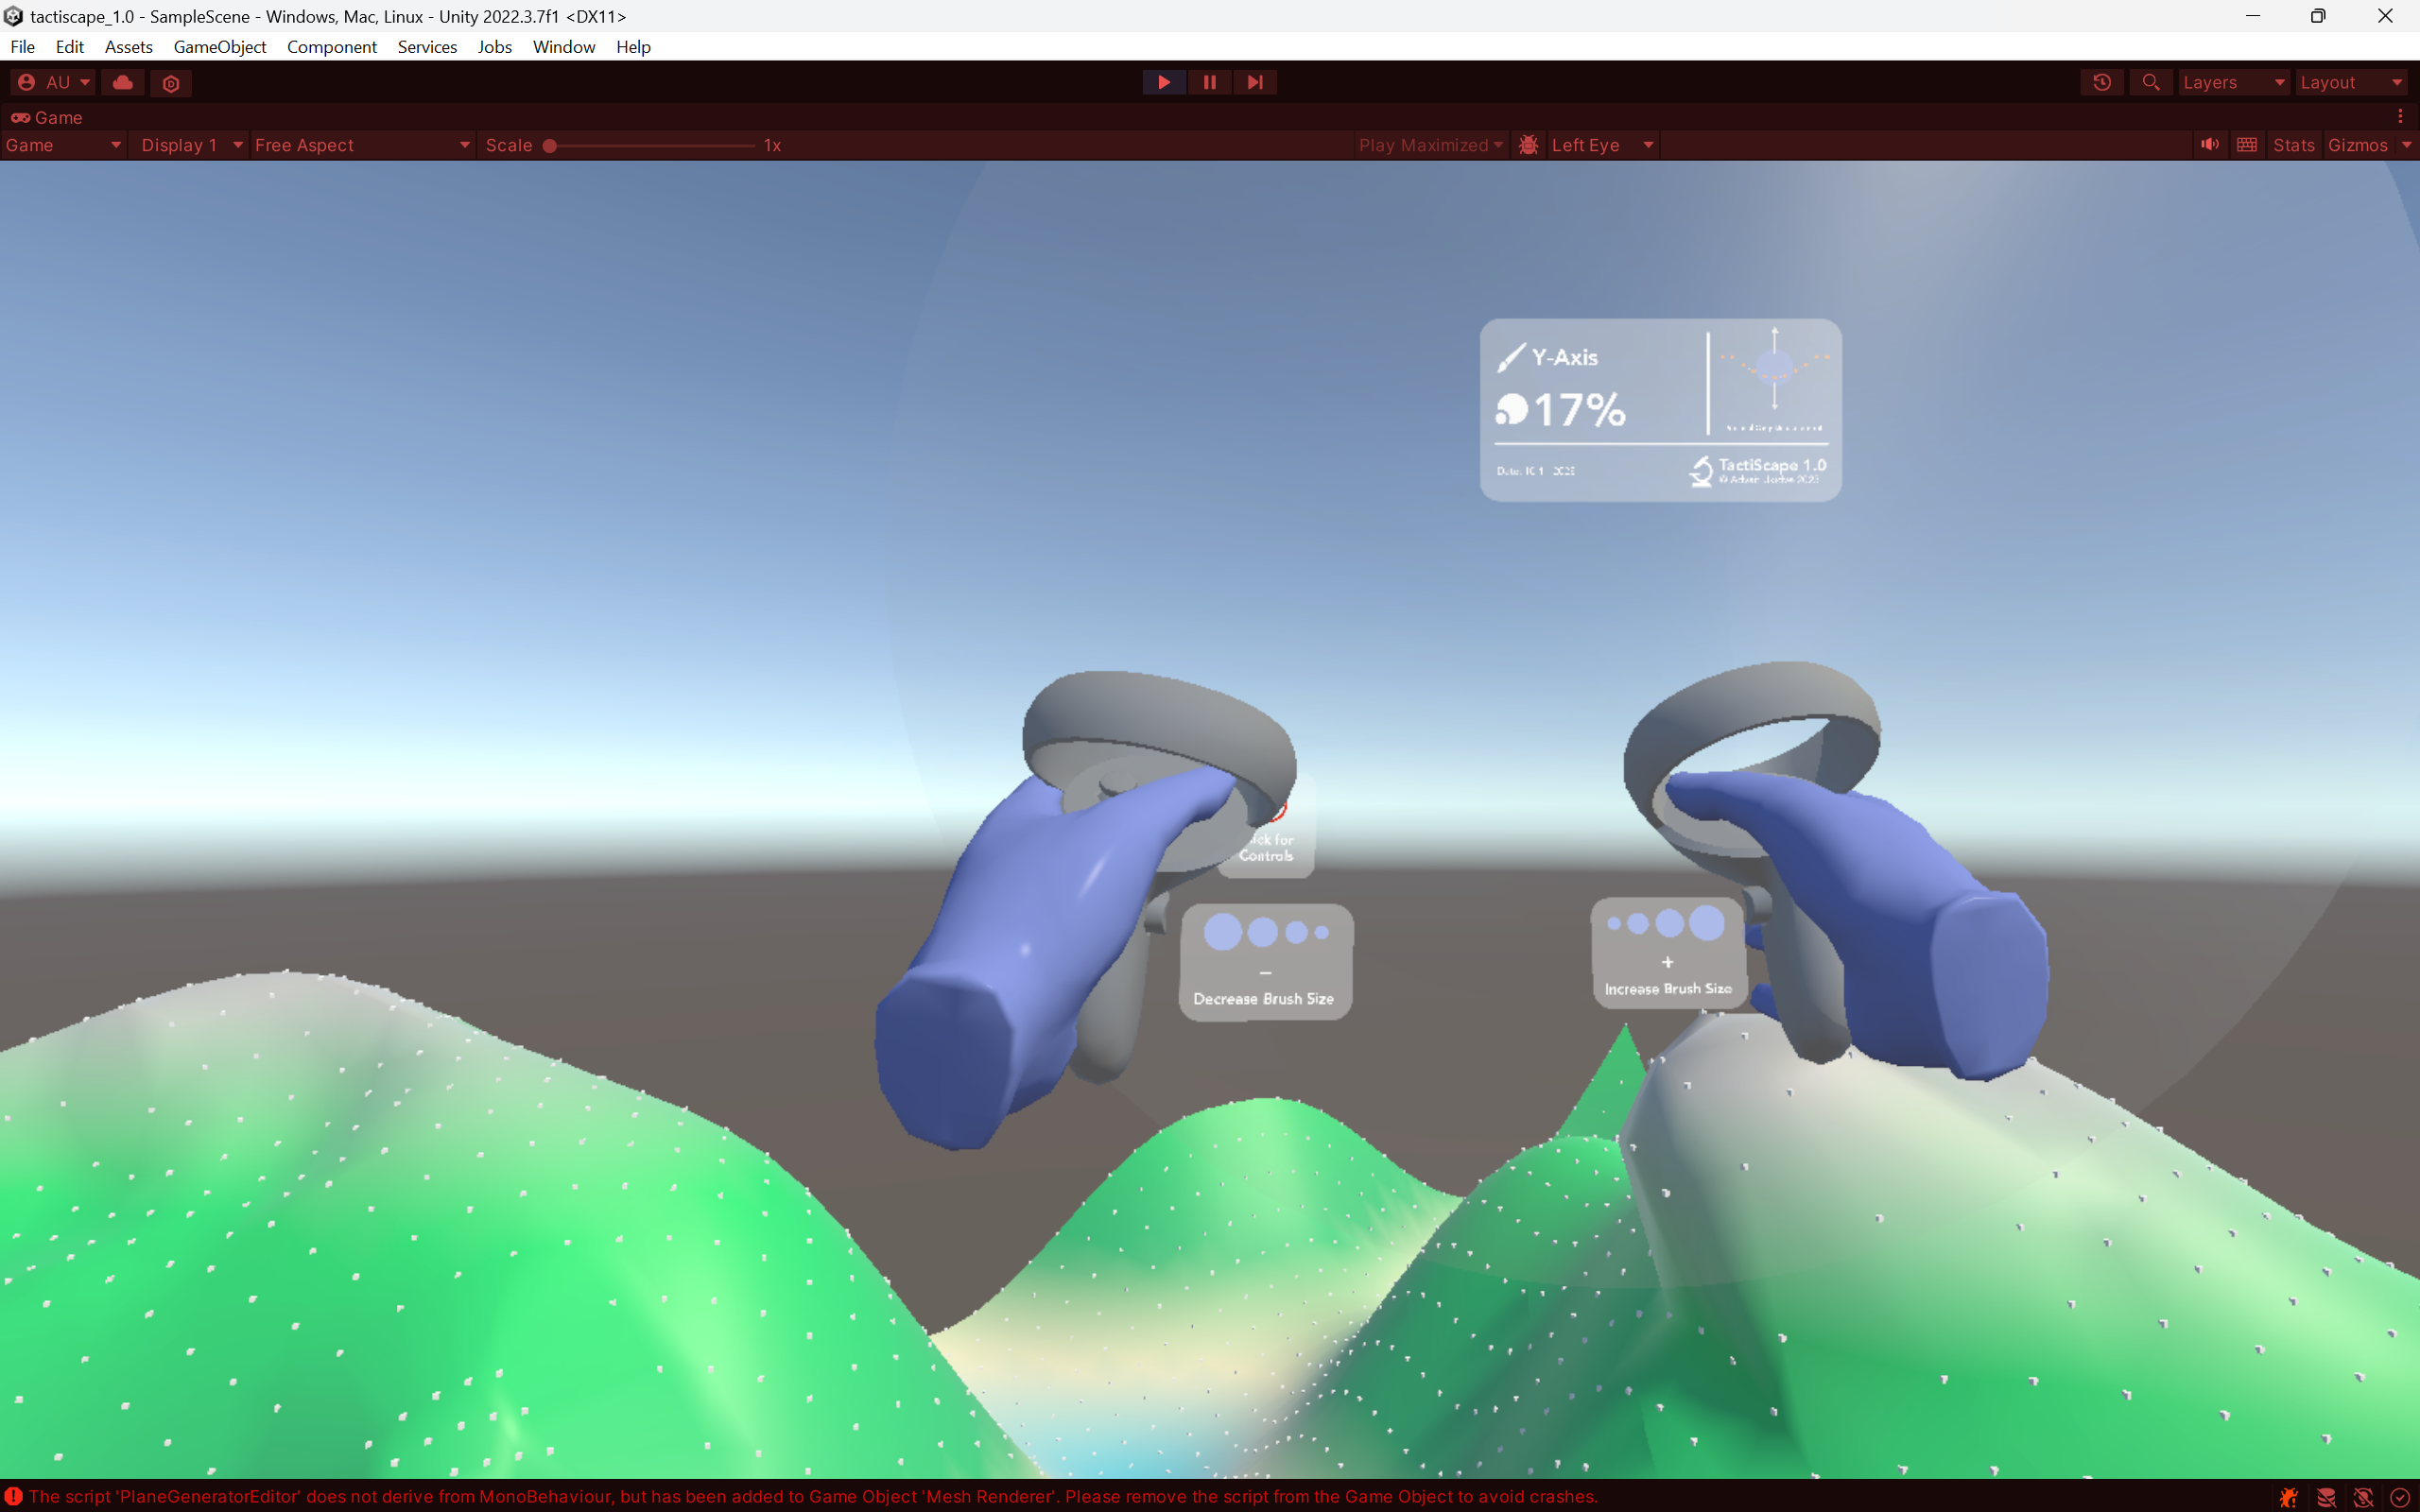 tactiscape_1.0 - SampleScene - Windows, Mac, Linux - Unity 2022.3.7f1 <DX11>
File Edit Assets GameObject Component Services Jobs Window Help
AU Layers Layout
Game
Game Display 1 Free Aspect Scale 1x Play Maximized Left Eye Stats Gizmos
Y-Axis
17%
TactiScape 1.0
for
Controls
−
Decrease Brush Size
+
Increase Brush Size
The script 'PlaneGeneratorEditor' does not derive from MonoBehaviour, but has been added to Game Object 'Mesh Renderer'. Please remove the script from the Game Object to avoid crashes.